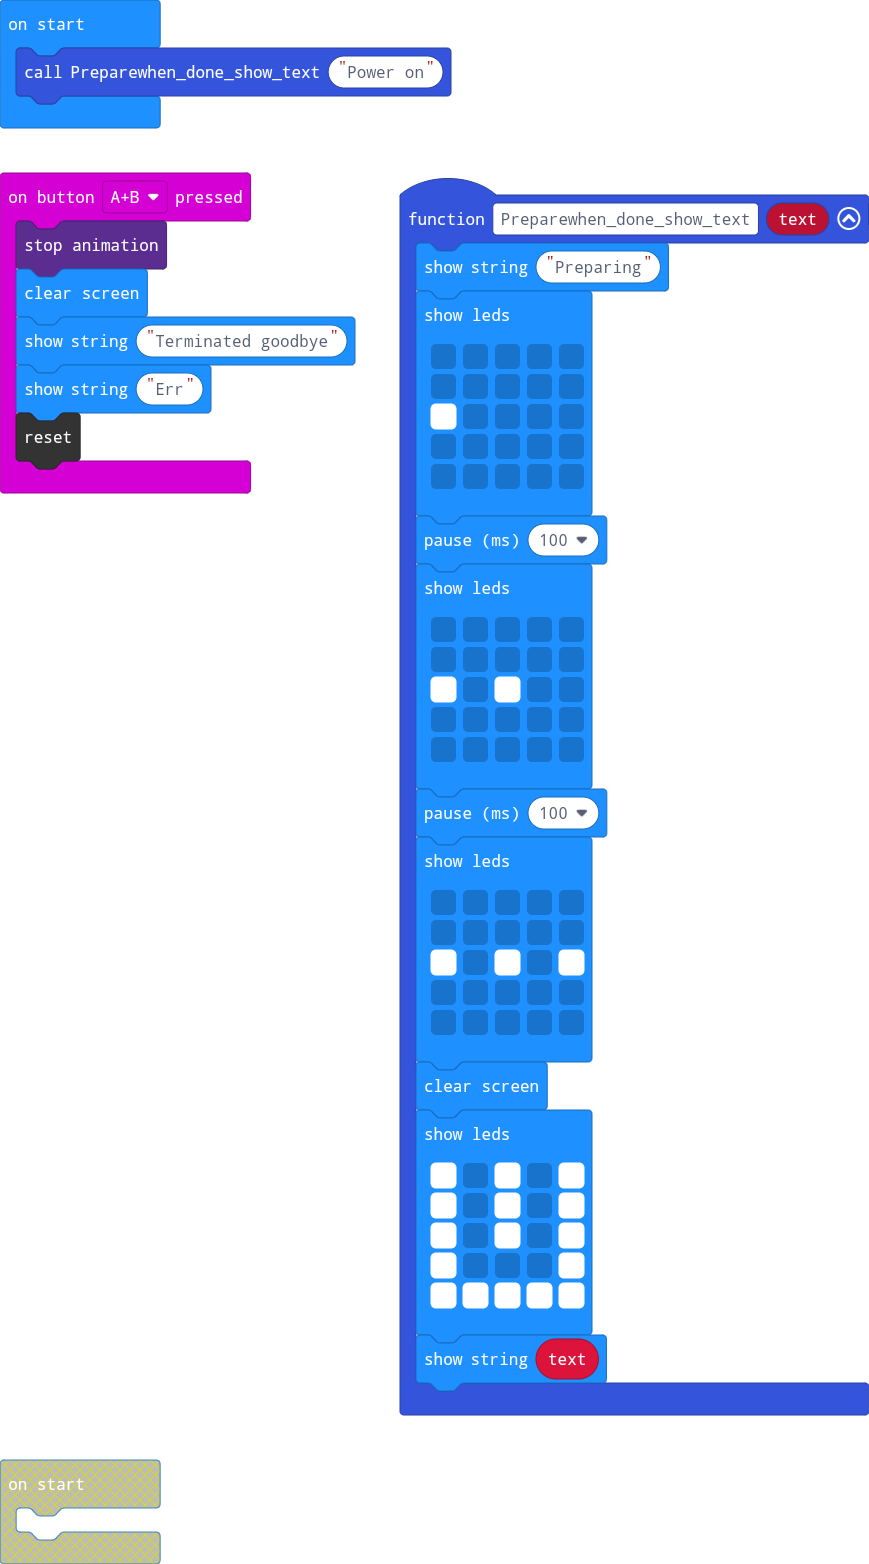 on start
call Preparewhen_done_show_text "Power on"
on button A+B pressed
stop animation
clear screen
show string "Terminated goodbye"
show string "Err"
reset
function Preparewhen_done_show_text text
show string "Preparing"
show leds
pause (ms) 100
show leds
pause (ms) 100
show leds
clear screen
show leds
show string text
on start